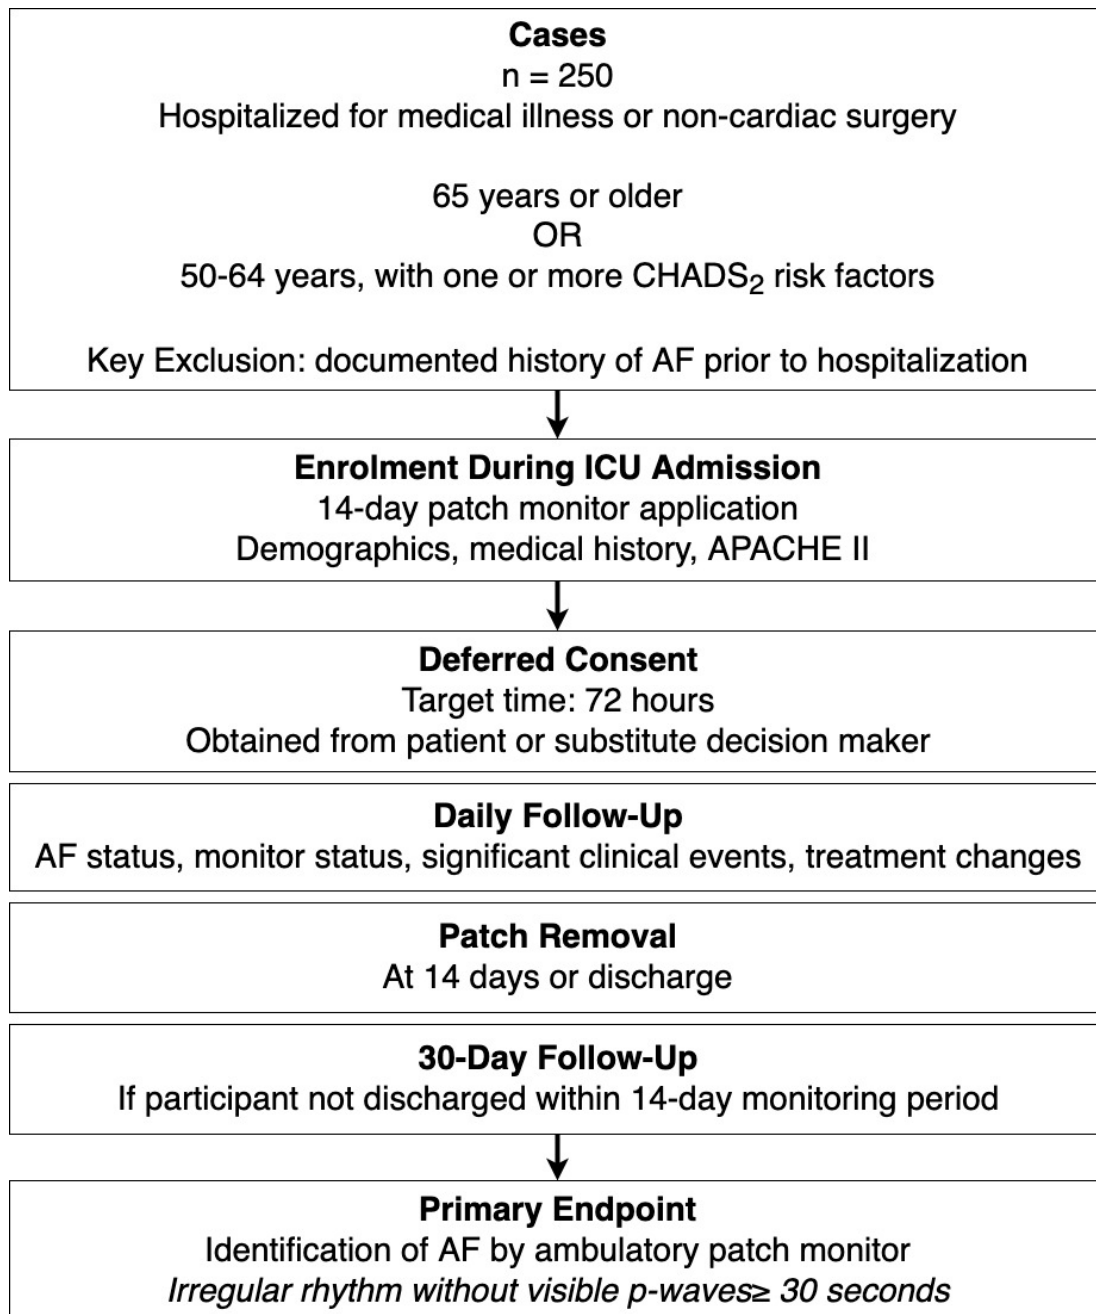 Cases
n = 250
Hospitalized for medical illness or non-cardiac surgery
65 years or older
OR
50-64 years, with one or more CHADS₂ risk factors
Key Exclusion: documented history of AF prior to hospitalization
Enrolment During ICU Admission
14-day patch monitor application
Demographics, medical history, APACHE II
Deferred Consent
Target time: 72 hours
Obtained from patient or substitute decision maker
Daily Follow-Up
AF status, monitor status, significant clinical events, treatment changes
Patch Removal
At 14 days or discharge
30-Day Follow-Up
If participant not discharged within 14-day monitoring period
Primary Endpoint
Identification of AF by ambulatory patch monitor
Irregular rhythm without visible p-waves≥ 30 seconds